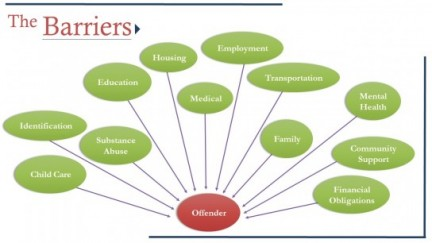 The Barriers
Employment
Housing
Transportation
Education
Medical
Mental
Health
Identification
Substance
Abuse
Family
Community
Support
Child Care
Financial
Obligations
Offender